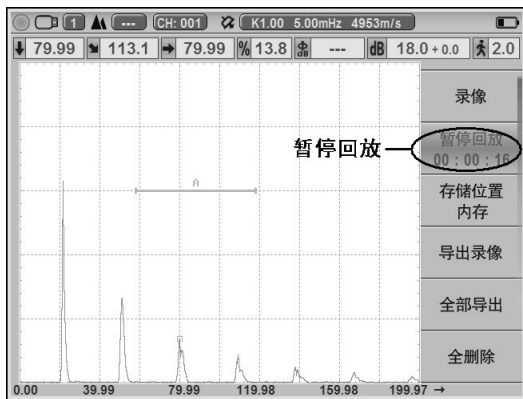 1 --- CH: 001 K1.00 5.00mHz 4953m/s
79.99 113.1 79.99 % 13.8 --- dB 18.0 + 0.0 2.0
录像
暂停回放
暂停回放
00 : 00 : 16
A
存储位置
内存
导出录像
全部导出
全删除
0.00 39.99 79.99 119.98 159.98 199.97 →